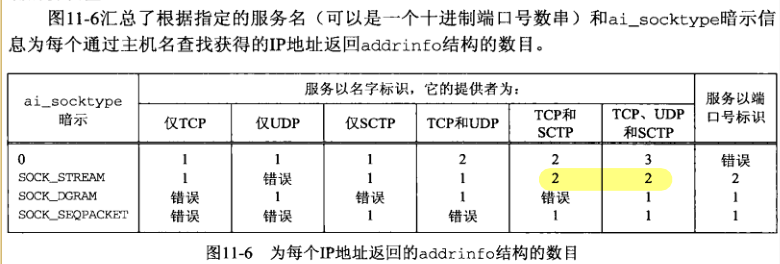 图11-6汇总了根据指定的服务名（可以是一个十进制端口号数串）和ai_socktype暗示信
息为每个通过主机名查找获得的IP地址返回addrinfo结构的数目。
ai_socktype 暗示 服务以名字标识，它的提供者为： 服务以端口号标识
仅TCP 仅UDP 仅SCTP TCP和UDP TCP和SCTP TCP、UDP和SCTP
0 1 1 1 2 2 3 错误
SOCK_STREAM 1 错误 1 1 2 2 2
SOCK_DGRAM 错误 1 错误 1 错误 1 1
SOCK_SEQPACKET 错误 错误 1 错误 1 1 1
图11-6 为每个IP地址返回的addrinfo结构的数目